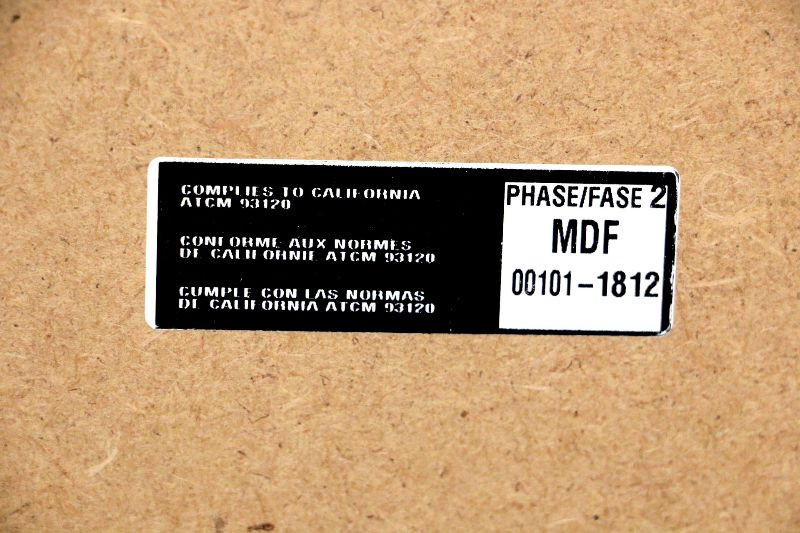 COMPLIES TO CALIFORNIA
ATCM 93120
CONFORME AUX NORMES
DE CALIFORNIE ATCM 93120
CUMPLE CON LAS NORMAS
DE CALIFORNIA ATCM 93120
PHASE/FASE 2
MDF
00101-1812